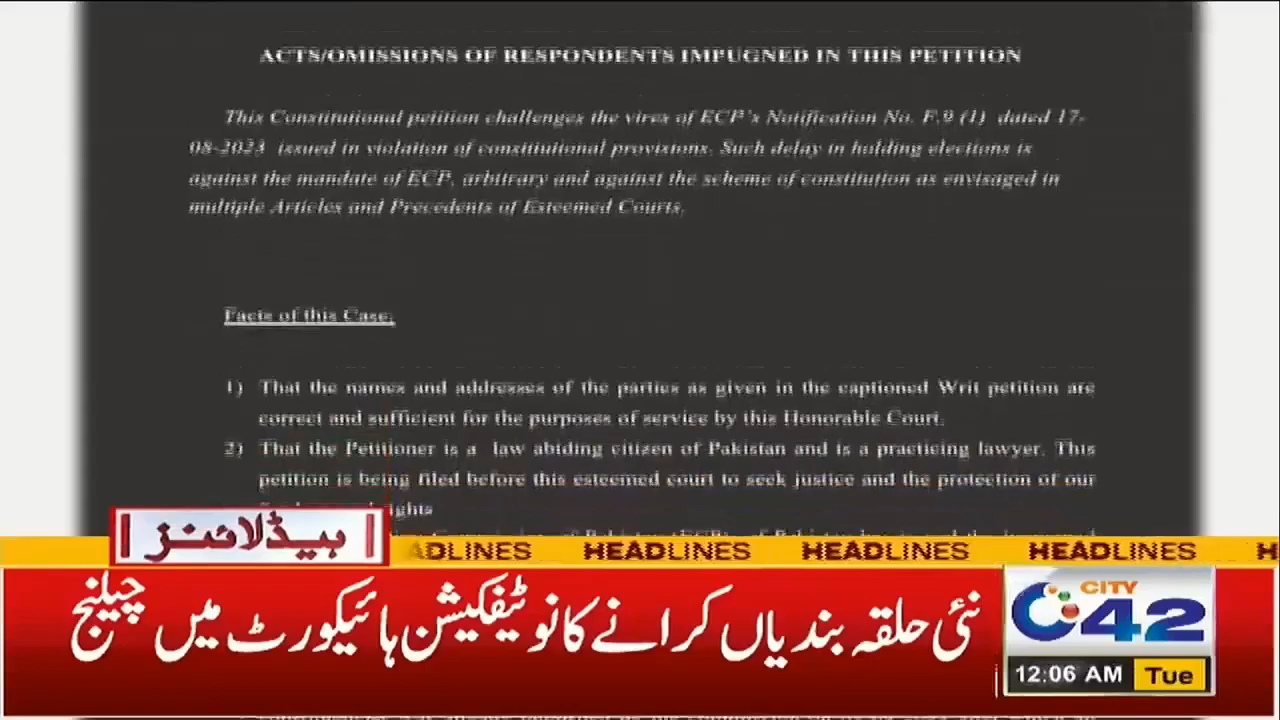 ACTS/OMISSIONS OF RESPONDENTS IMPUGNED IN THIS PETITION
This Constitutional petition challenges the virex of ECP's Notification No. F.9 (1) dated 17-
08-2023 issued in violation of constitutional provisions. Such delay in holding elections is
against the mandate of ECP, arbitrary and against the scheme of constitution as envisaged in
multiple Articles and Precedents of Esteemed Courts.
Facts of this Case.
1) That the names and addresses of the parties as given in the captioned Writ petition are
correct and sufficient for the purposes of service by this Honorable Court.
2) That the Petitioner is a law abiding citizen of Pakistan and is a practicing lawyer. This
petition is being filed before this esteemed court to seek justice and the protection of our
ہیڈلائنز
ADLINES HEADLINES HEADLINES HEADLINES H
نئی حلقہ بندیاں کرانے کا نوٹیفکیشن ہائیکورٹ میں چیلنج
CITY
42
12:06 AM Tue